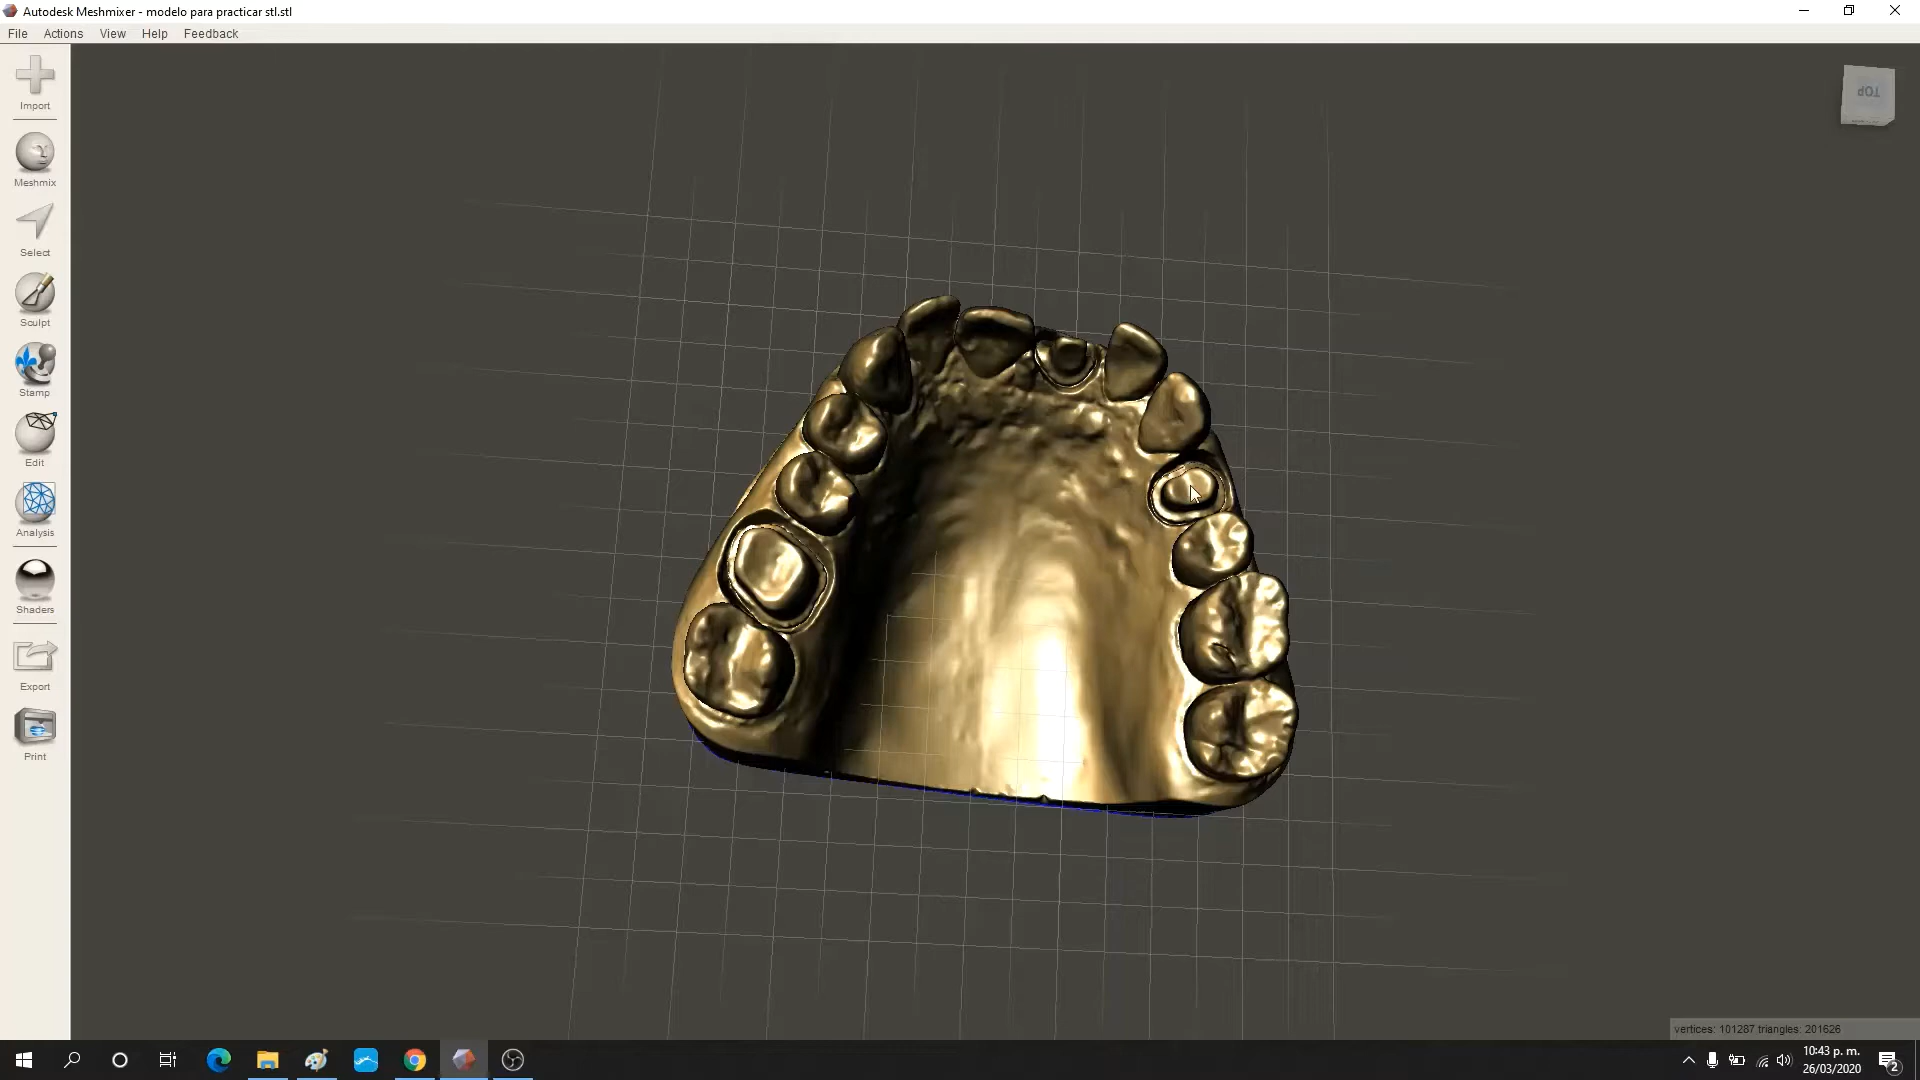 Autodesk Meshmixer - modelo para practicar stl.stl
File Actions View Help Feedback
Import
Meshmix
Select
Sculpt
Stamp
Edit
Analysis
Shaders
Export
Print
TOP
vertices: 101287 triangles: 201626
10:43 p. m.
26/03/2020
2